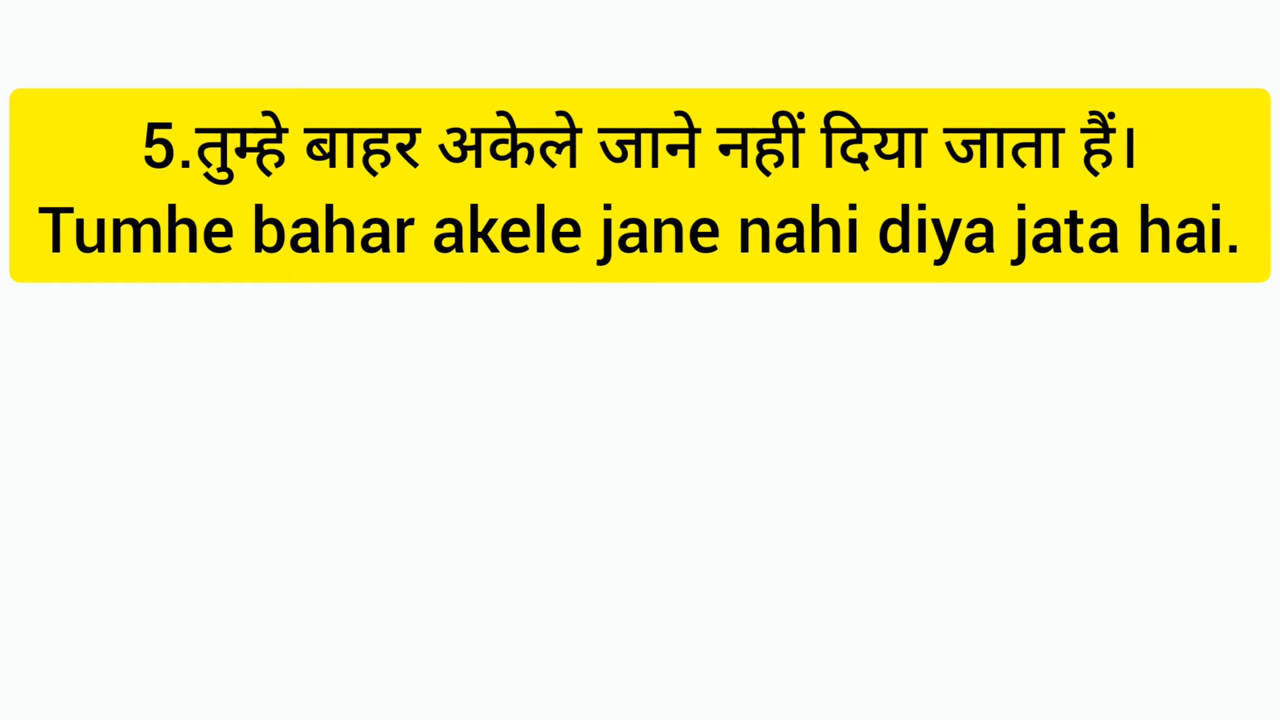 5.तुम्हे बाहर अकेले जाने नहीं दिया जाता हैं।
Tumhe bahar akele jane nahi diya jata hai.